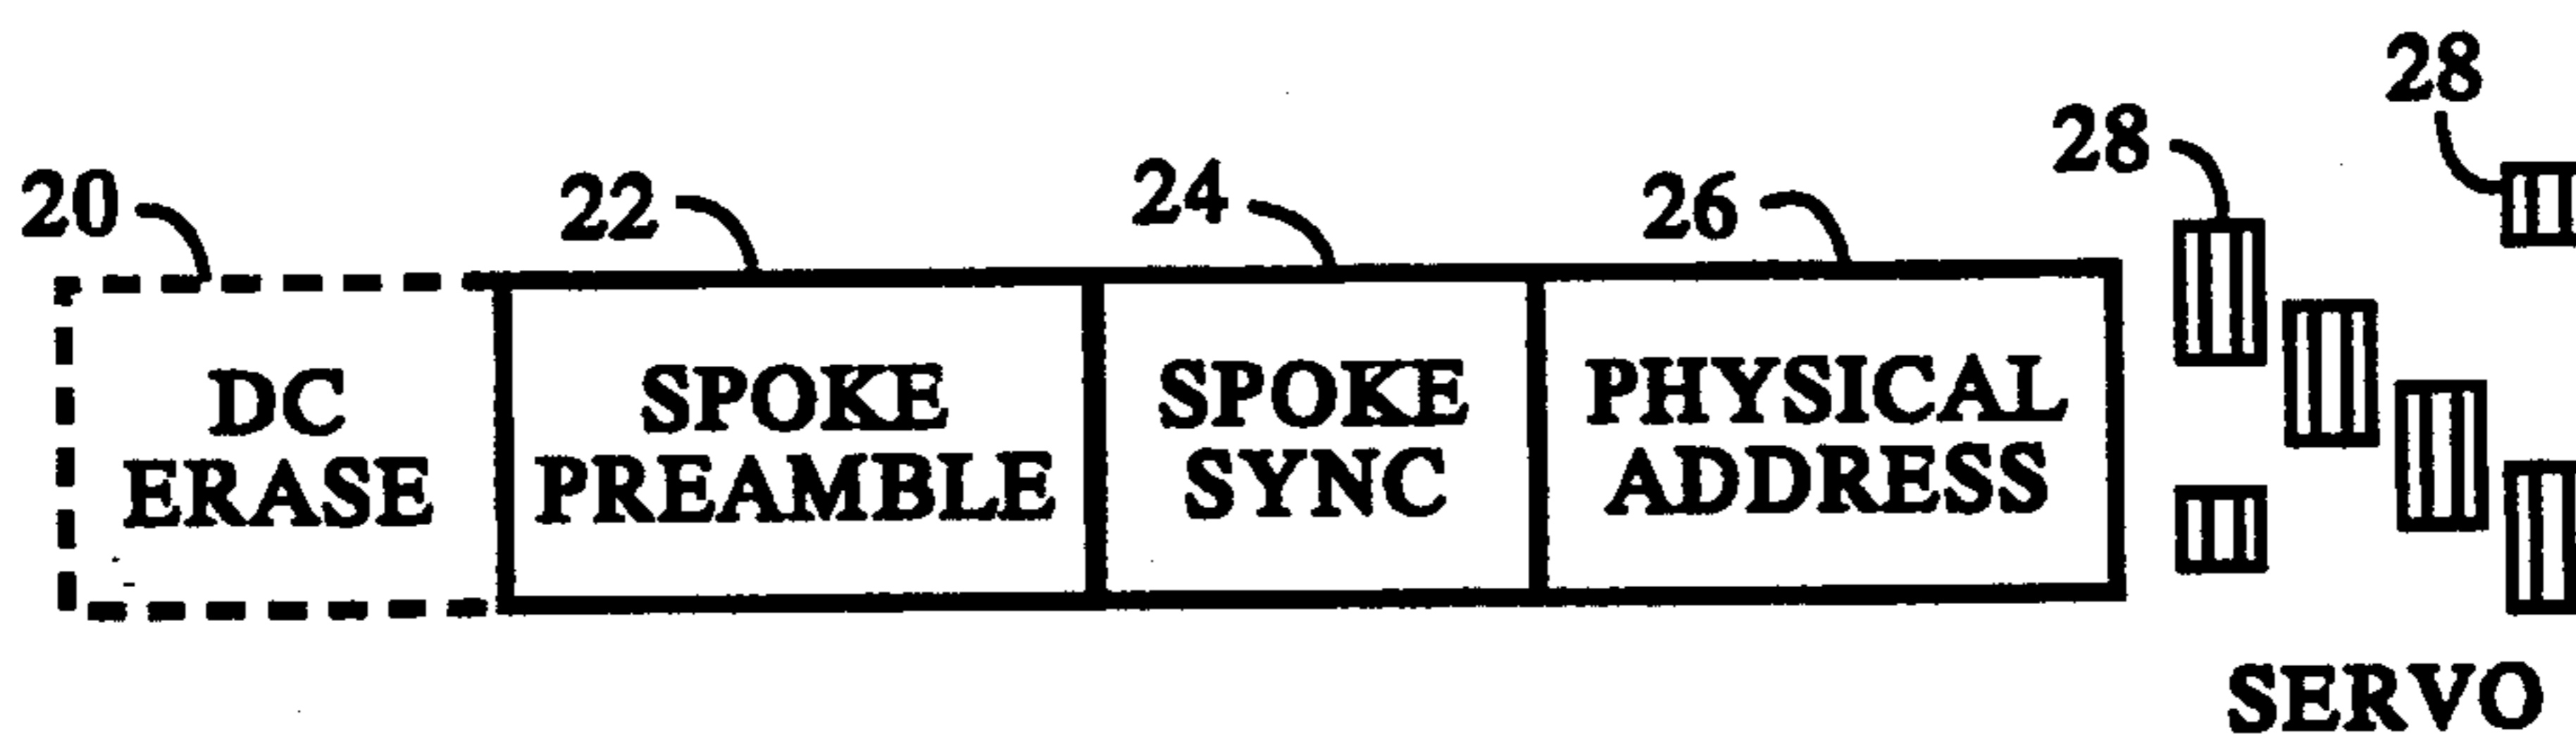 28
28
20
22
24
26
DC
ERASE
SPOKE
PREAMBLE
SPOKE
SYNC
PHYSICAL
ADDRESS
SERVO